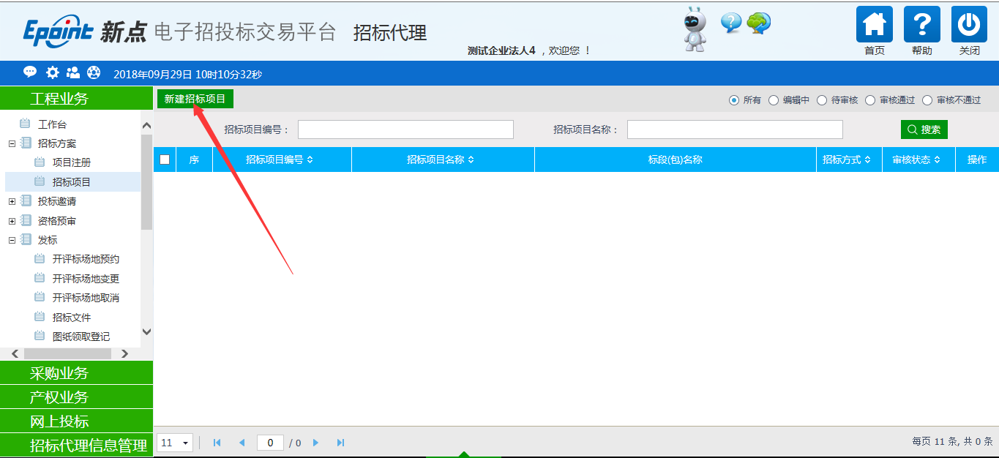 Epoint 新点 电子招投标交易平台 招标代理
测试企业法人4 ，欢迎您 ！
首页 帮助 关闭
2018年09月29日 10时10分32秒
工程业务
工作台
招标方案
项目注册
招标项目
投标邀请
资格预审
发标
开评标场地预约
开评标场地变更
开评标场地取消
招标文件
图纸领取登记
采购业务
产权业务
网上投标
招标代理信息管理
新建招标项目
所有 编辑中 待审核 审核通过 审核不通过
招标项目编号： 招标项目名称： 搜索
序 招标项目编号 招标项目名称 标段(包)名称 招标方式 审核状态 操作
11 0 / 0 每页 11 条, 共 0 条